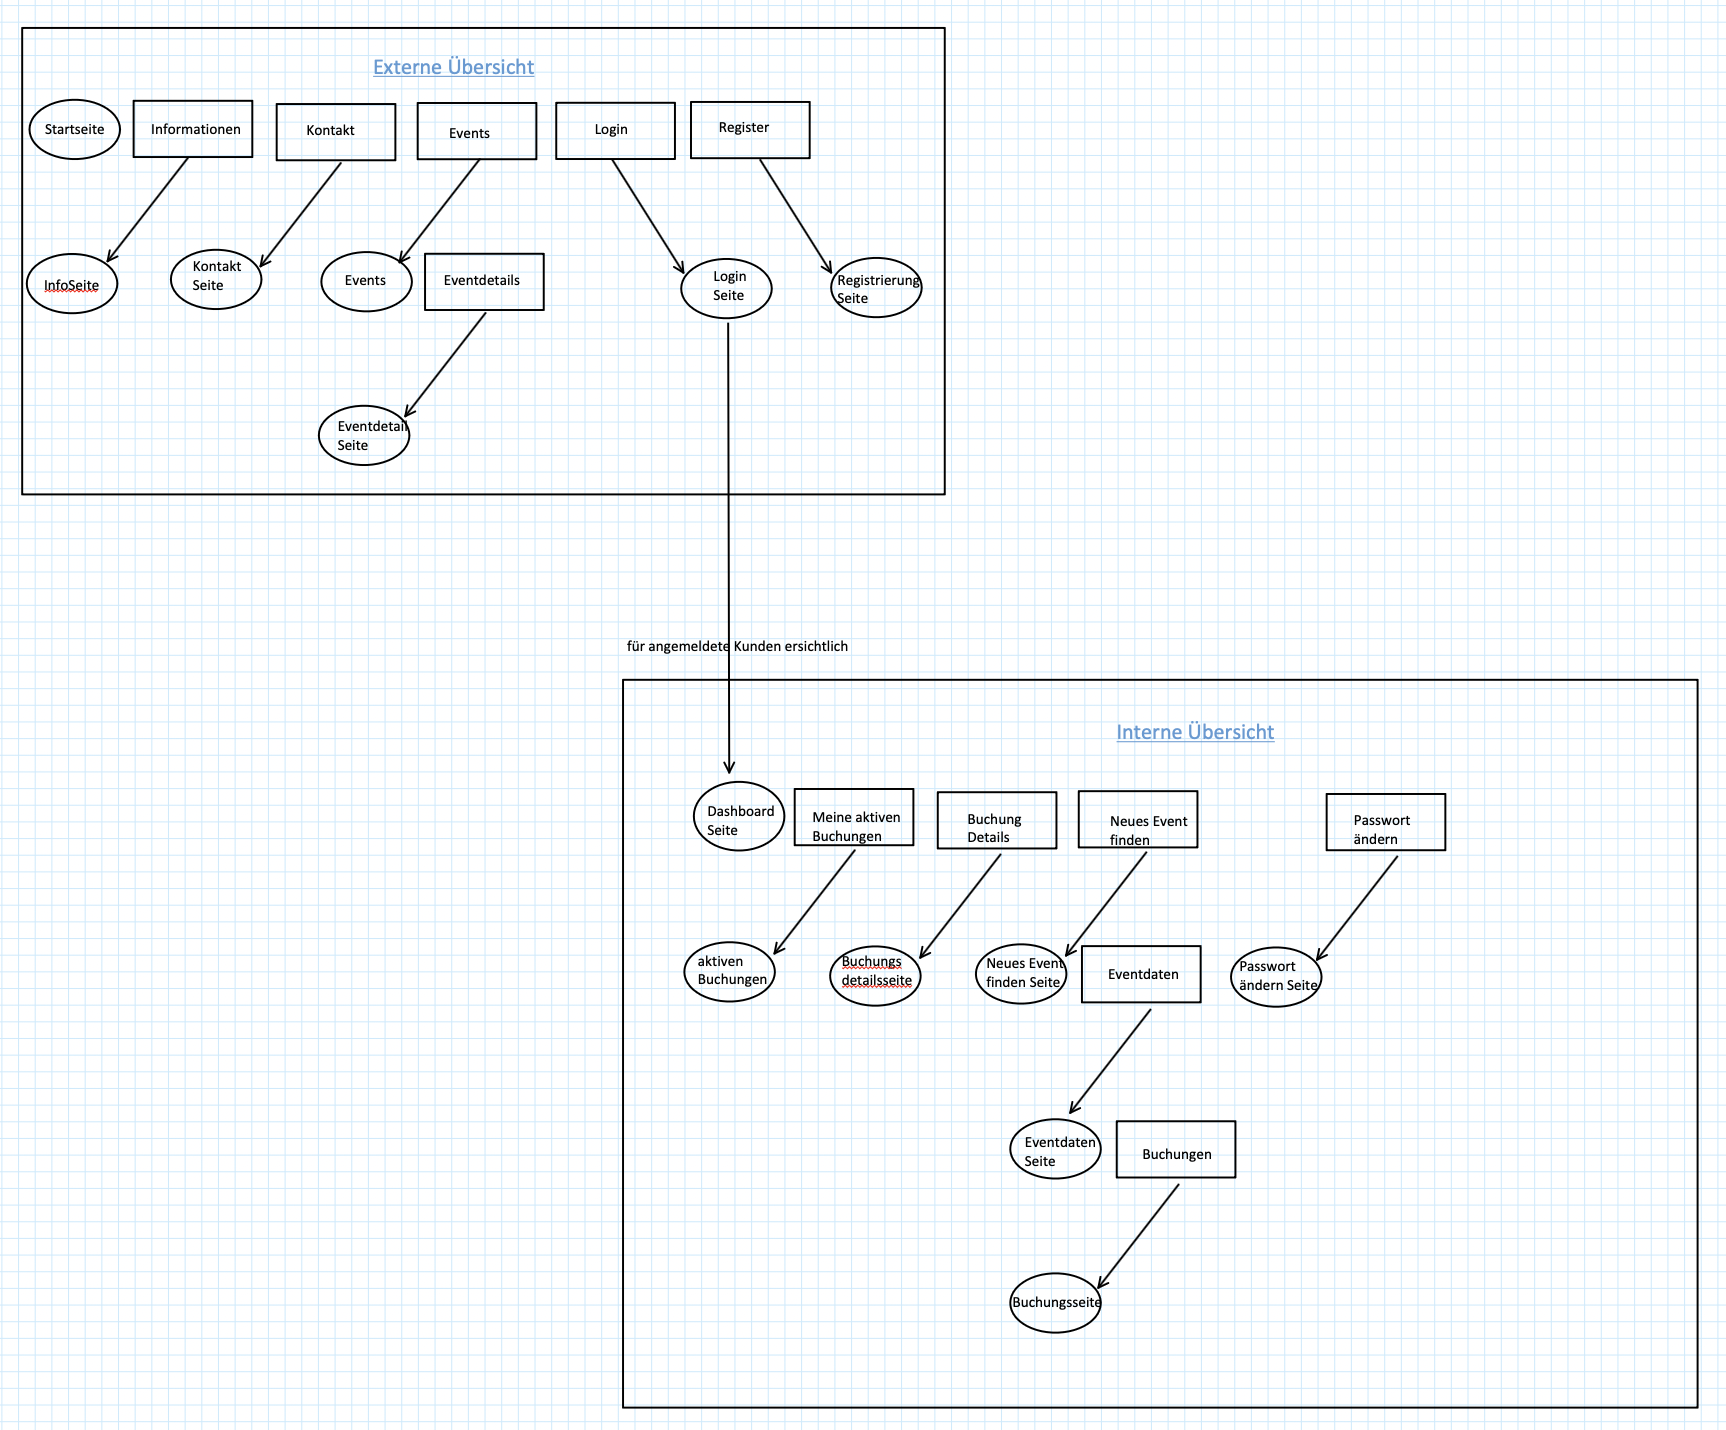 Externe Übersicht
Startseite
Informationen
Kontakt
Events
Login
Register
InfoSeite
Kontakt
Seite
Events
Eventdetails
Login
Seite
Registrierung
Seite
Eventdetail
Seite
für angemeldete Kunden ersichtlich
Interne Übersicht
Dashboard
Seite
Meine aktiven
Buchungen
Buchung
Details
Neues Event
finden
Passwort
ändern
aktiven
Buchungen
Buchungs
detailsseite
Neues Event
finden Seite
Eventdaten
Passwort
ändern Seite
Eventdaten
Seite
Buchungen
Buchungsseite